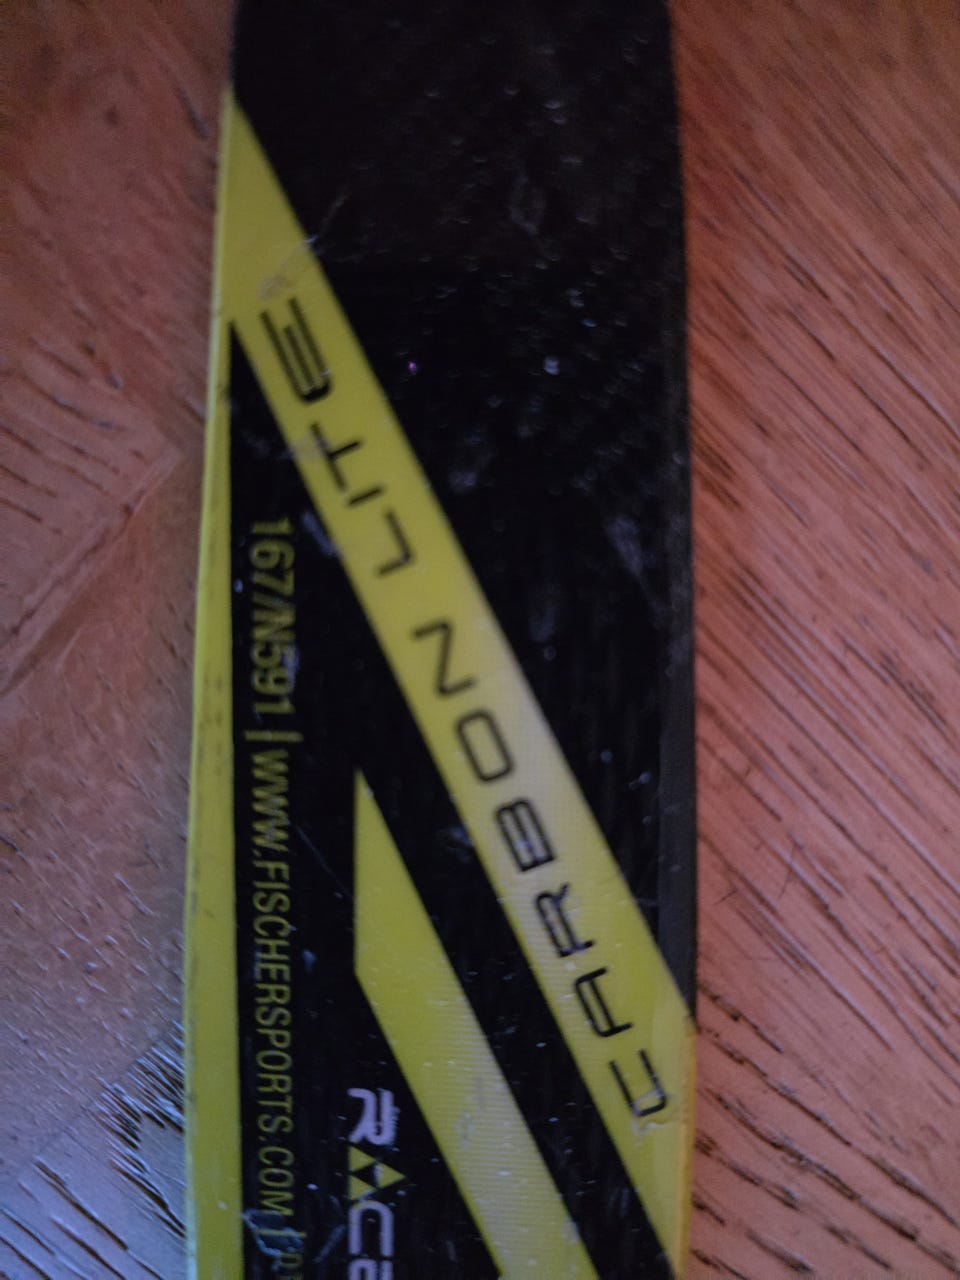 CARBON LITE
167/N591 | WWW.FISCHERSPORTS.COM |